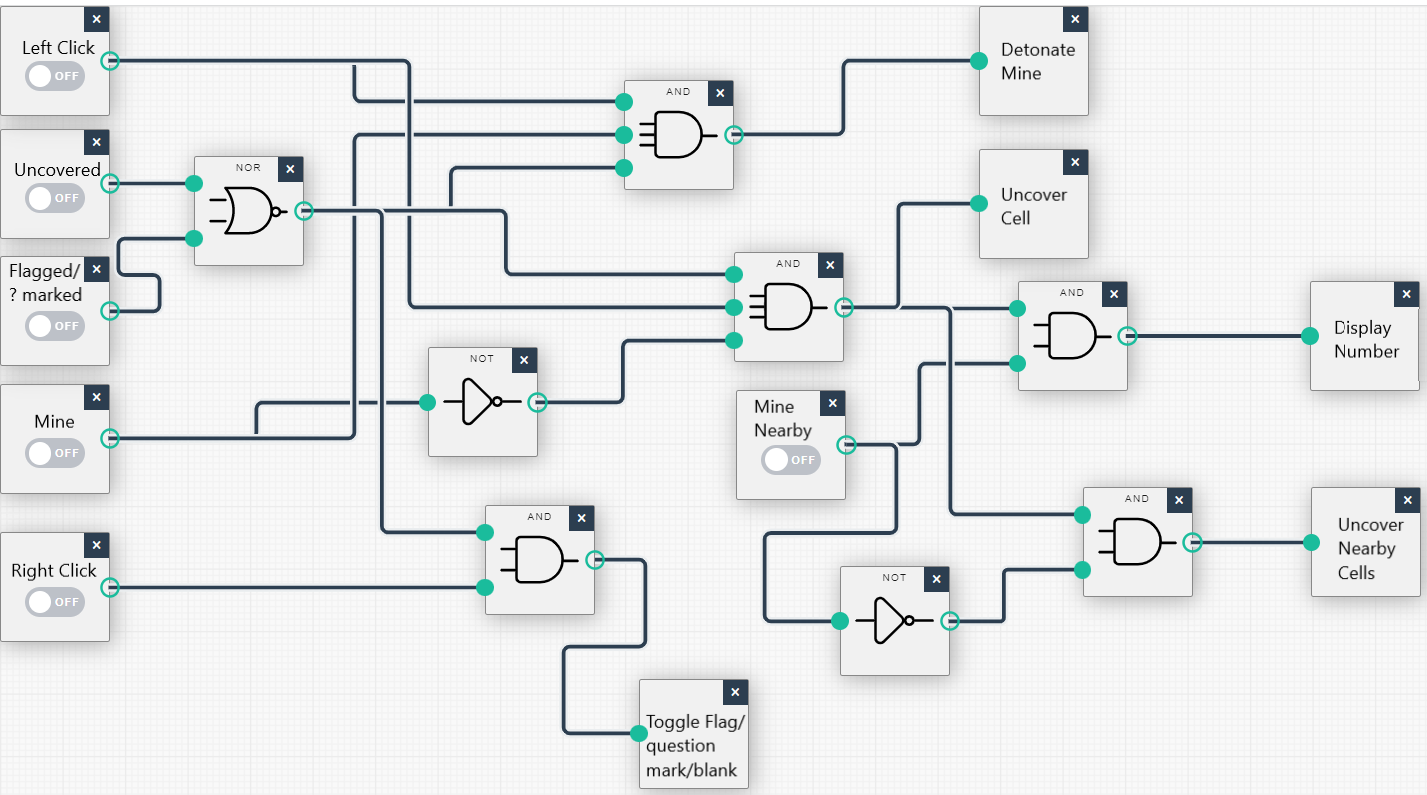 Left Click
OFF
Detonate
Mine
AND
Uncovered
OFF
NOR
Uncover
Cell
Flagged/
? marked
OFF
AND
AND
Display
Number
NOT
Mine
OFF
Mine
Nearby
OFF
AND
AND
Right Click
OFF
Uncover
Nearby
Cells
NOT
Toggle Flag/
question
mark/blank